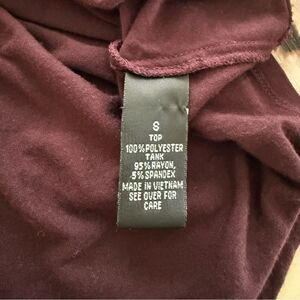 S
TOP
100%POLYESTER
TANK
95%RAYON,
5%SPANDEX
MADE IN VIETNAM
SEE OVER FOR
CARE